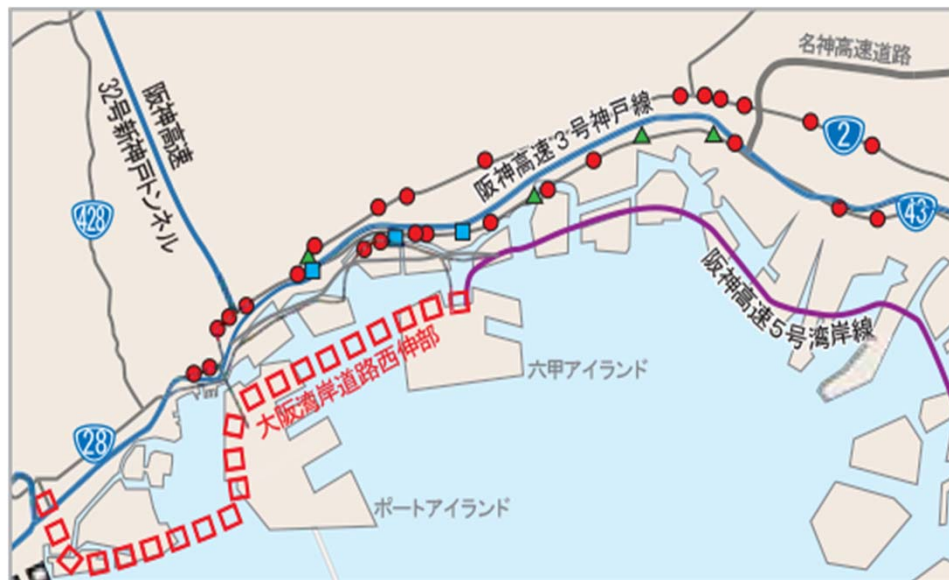 名神高速道路
阪神高速
32号新神戸トンネル
阪神高速3号神戸線
2
428
43
阪神高速5号湾岸線
六甲アイランド
大阪湾岸道路西伸部
28
ポートアイランド